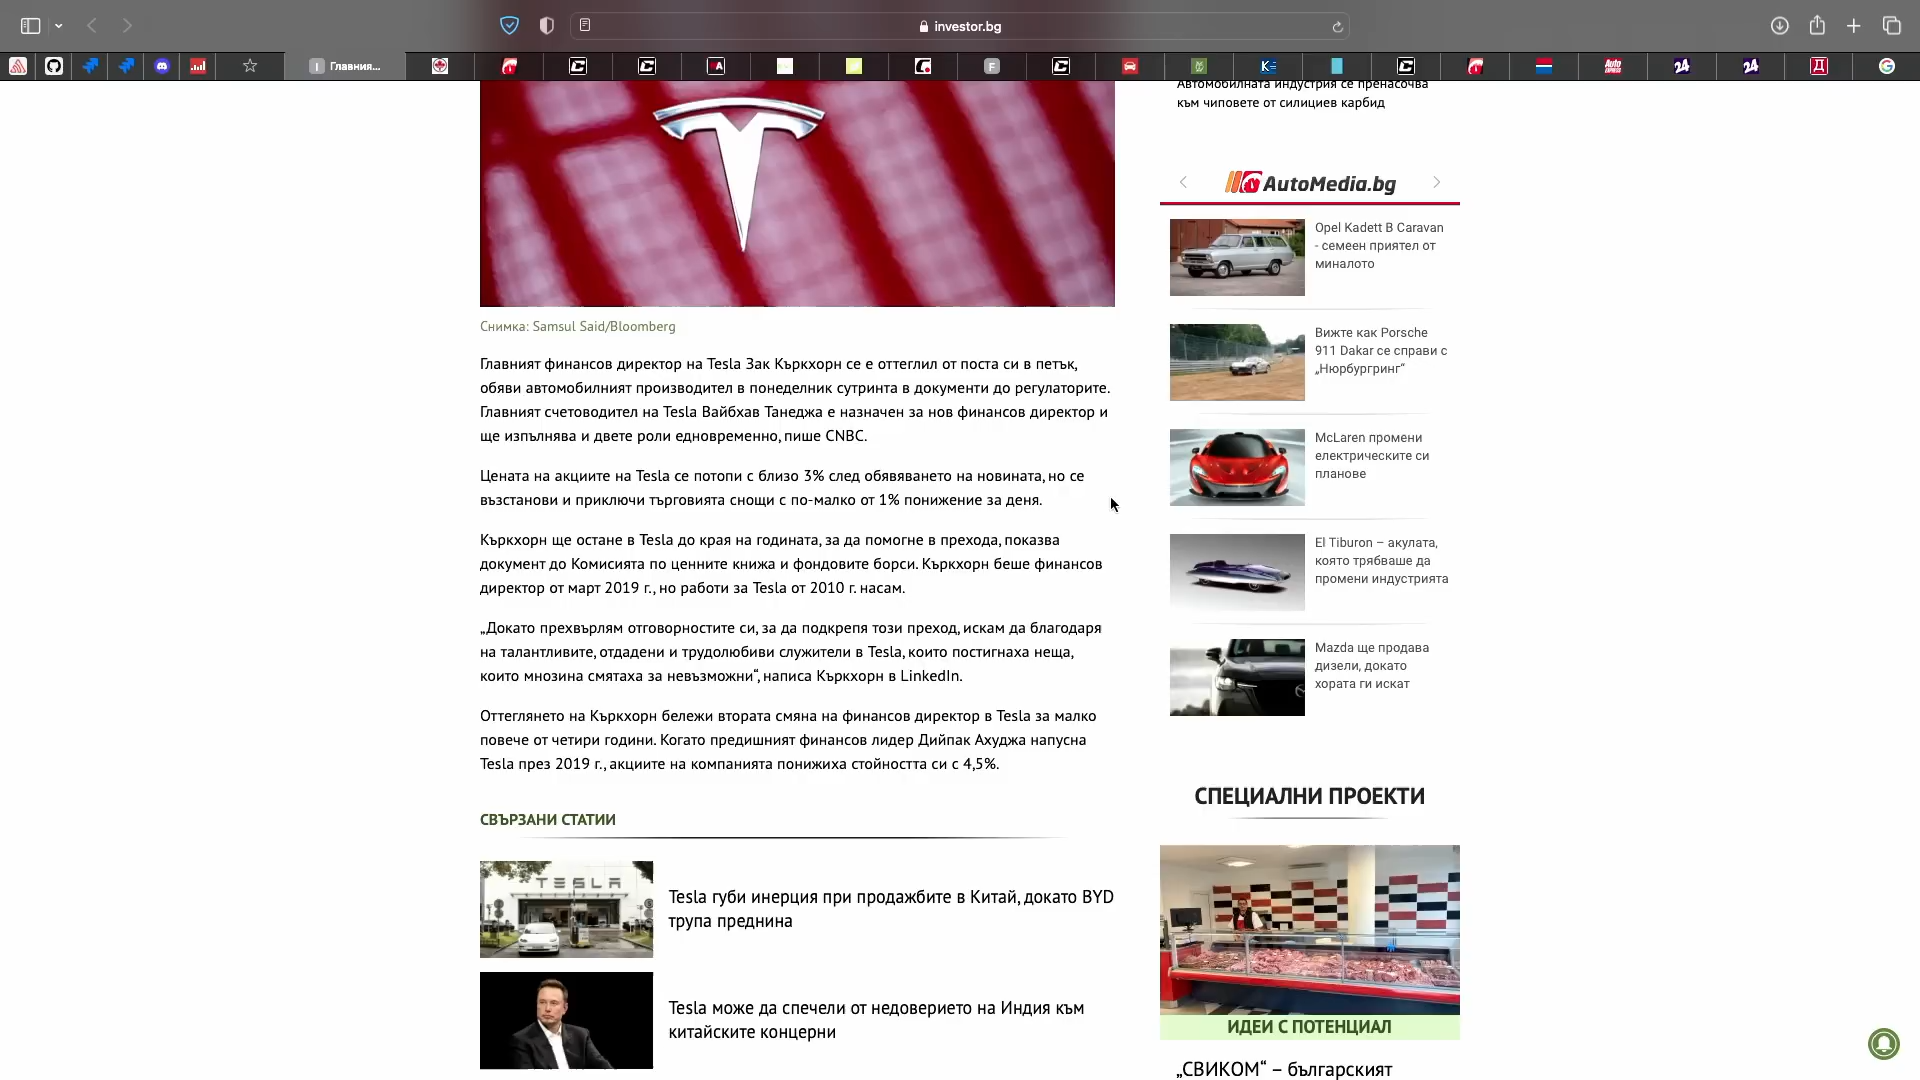 investor.bg
Главния...
Автомобилната индустрия се пренасочва
към чиповете от силициев карбид
AutoMedia.bg
Opel Kadett B Caravan
- семеен приятел от
миналото
Вижте как Porsche
911 Dakar се справи с
„Нюрбургринг“
McLaren промени
електрическите си
планове
El Tiburon – акулата,
която трябваше да
промени индустрията
Mazda ще продава
дизели, докато
хората ги искат
Снимка: Samsul Said/Bloomberg
Главният финансов директор на Tesla Зак Къркхорн се е оттеглил от поста си в петък,
обяви автомобилният производител в понеделник сутринта в документи до регулаторите.
Главният счетоводител на Tesla Вайбхав Танеджа е назначен за нов финансов директор и
ще изпълнява и двете роли едновременно, пише CNBC.
Цената на акциите на Tesla се потопи с близо 3% след обявяването на новината, но се
възстанови и приключи търговията снощи с по-малко от 1% понижение за деня.
Къркхорн ще остане в Tesla до края на годината, за да помогне в прехода, показва
документ до Комисията по ценните книжа и фондовите борси. Къркхорн беше финансов
директор от март 2019 г., но работи за Tesla от 2010 г. насам.
„Докато прехвърлям отговорностите си, за да подкрепя този преход, искам да благодаря
на талантливите, отдадени и трудолюбиви служители в Tesla, които постигнаха неща,
които мнозина смятаха за невъзможни“, написа Къркхорн в LinkedIn.
Оттеглянето на Къркхорн бележи втората смяна на финансов директор в Tesla за малко
повече от четири години. Когато предишният финансов лидер Дийпак Ахуджа напусна
Tesla през 2019 г., акциите на компанията понижиха стойността си с 4,5%.
СВЪРЗАНИ СТАТИИ
TESLA
Tesla губи инерция при продажбите в Китай, докато BYD
трупа преднина
Tesla може да спечели от недоверието на Индия към
китайските концерни
СПЕЦИАЛНИ ПРОЕКТИ
ИДЕИ С ПОТЕНЦИАЛ
„СВИКОМ“ – българският